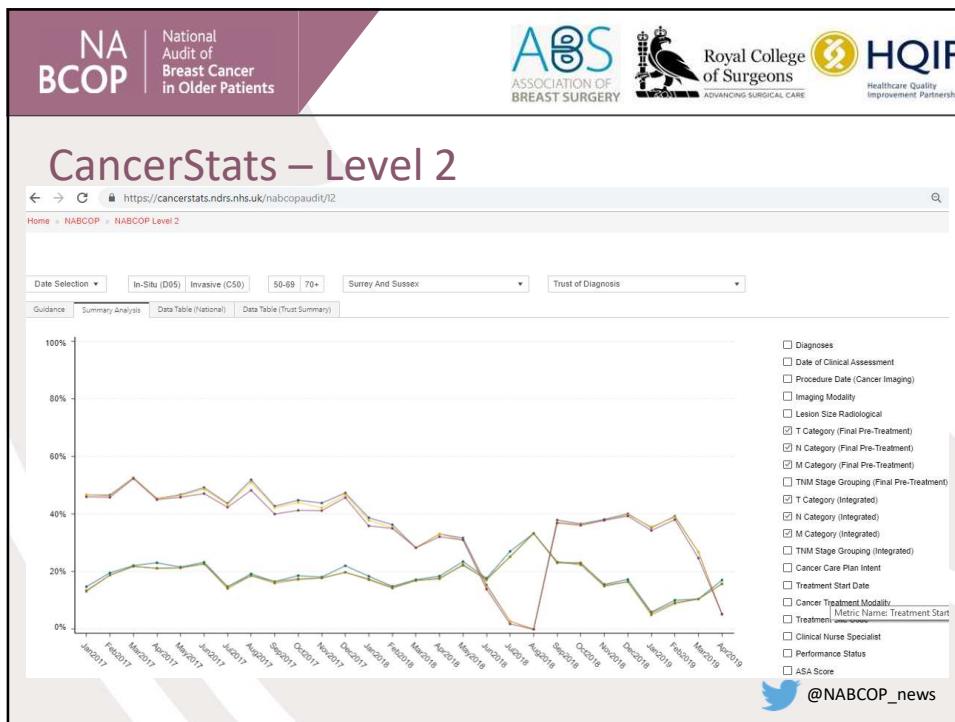 NA
BCOP
National
Audit of
Breast Cancer
in Older Patients
ABS
ASSOCIATION OF
BREAST SURGERY
Royal College
of Surgeons
ADVANCING SURGICAL CARE
HQIP
Healthcare Quality
Improvement Partnersh
CancerStats – Level 2
https://cancerstats.ndrs.nhs.uk/nabcopaudit/l2
Home » NABCOP » NABCOP Level 2
Date Selection In-Situ (D05) Invasive (C50) 50-69 70+ Surrey And Sussex Trust of Diagnosis
Guidance Summary Analysis Data Table (National) Data Table (Trust Summary)
100%
80%
60%
40%
20%
0%
Jan2017 Feb2017 Mar2017 Apr2017 May2017 Jun2017 Jul2017 Aug2017 Sep2017 Oct2017 Nov2017 Dec2017 Jan2018 Feb2018 Mar2018 Apr2018 May2018 Jun2018 Jul2018 Aug2018 Sep2018 Oct2018 Nov2018 Dec2018 Jan2019 Feb2019 Mar2019 Apr2019
Diagnoses
Date of Clinical Assessment
Procedure Date (Cancer Imaging)
Imaging Modality
Lesion Size Radiological
T Category (Final Pre-Treatment)
N Category (Final Pre-Treatment)
M Category (Final Pre-Treatment)
TNM Stage Grouping (Final Pre-Treatment)
T Category (Integrated)
N Category (Integrated)
M Category (Integrated)
TNM Stage Grouping (Integrated)
Cancer Care Plan Intent
Treatment Start Date
Cancer Treatment Modality
Metric Name: Treatment Start
Clinical Nurse Specialist
Performance Status
ASA Score
@NABCOP_news